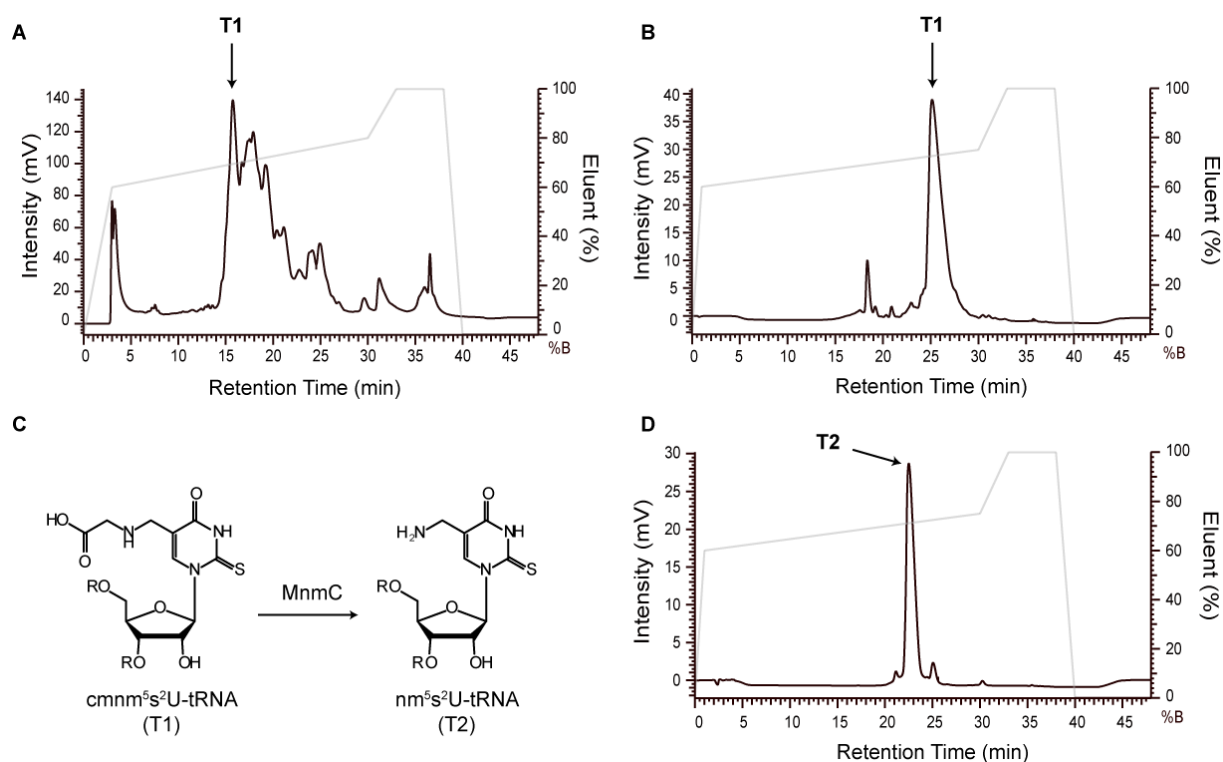 A
T1
140
120
100
80
60
40
20
0
Intensity (mV)
100
80
60
40
20
0
Eluent (%)
%B
0 5 10 15 20 25 30 35 40 45
Retention Time (min)
B
T1
40
35
30
25
20
15
10
5
0
Intensity (mV)
100
80
60
40
20
0
Eluent (%)
%B
0 5 10 15 20 25 30 35 40 45
Retention Time (min)
C
HO
O
N
H
O
NH
N
S
RO
O
RO
OH
cmnm⁵s²U-tRNA
(T1)
MnmC
H₂N
O
NH
N
S
RO
O
RO
OH
nm⁵s²U-tRNA
(T2)
D
T2
30
25
20
15
10
5
0
Intensity (mV)
100
80
60
40
20
0
Eluent (%)
%B
0 5 10 15 20 25 30 35 40 45
Retention Time (min)